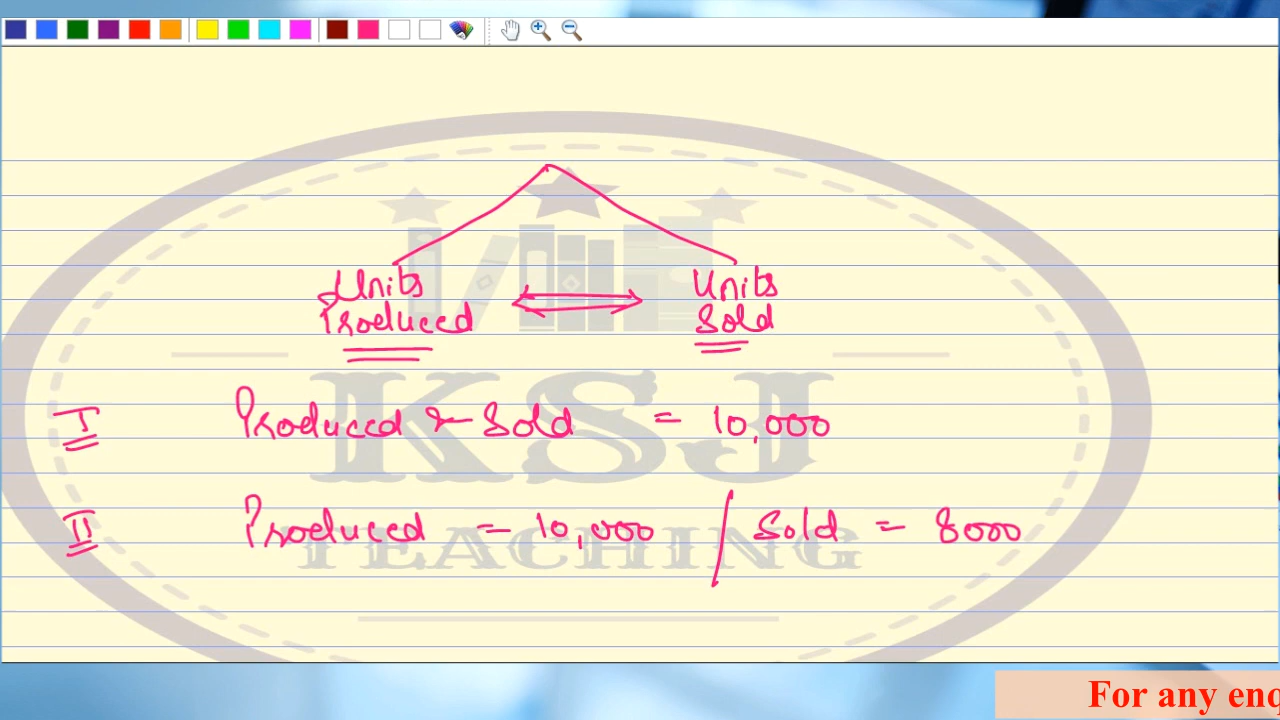 Units Units
Produced Sold
I Produced & Sold = 10,000
II Produced = 10,000 / Sold = 8000
KSJ
TEACHING
For any enq